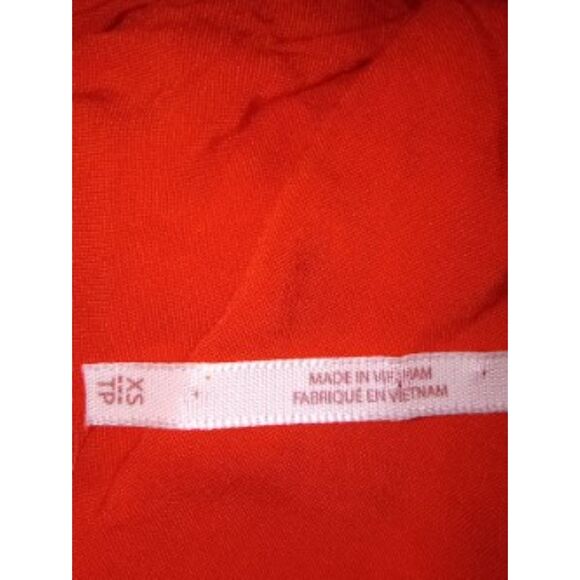 XS
TP
MADE IN VIETNAM
FABRIQUÉ EN VIETNAM